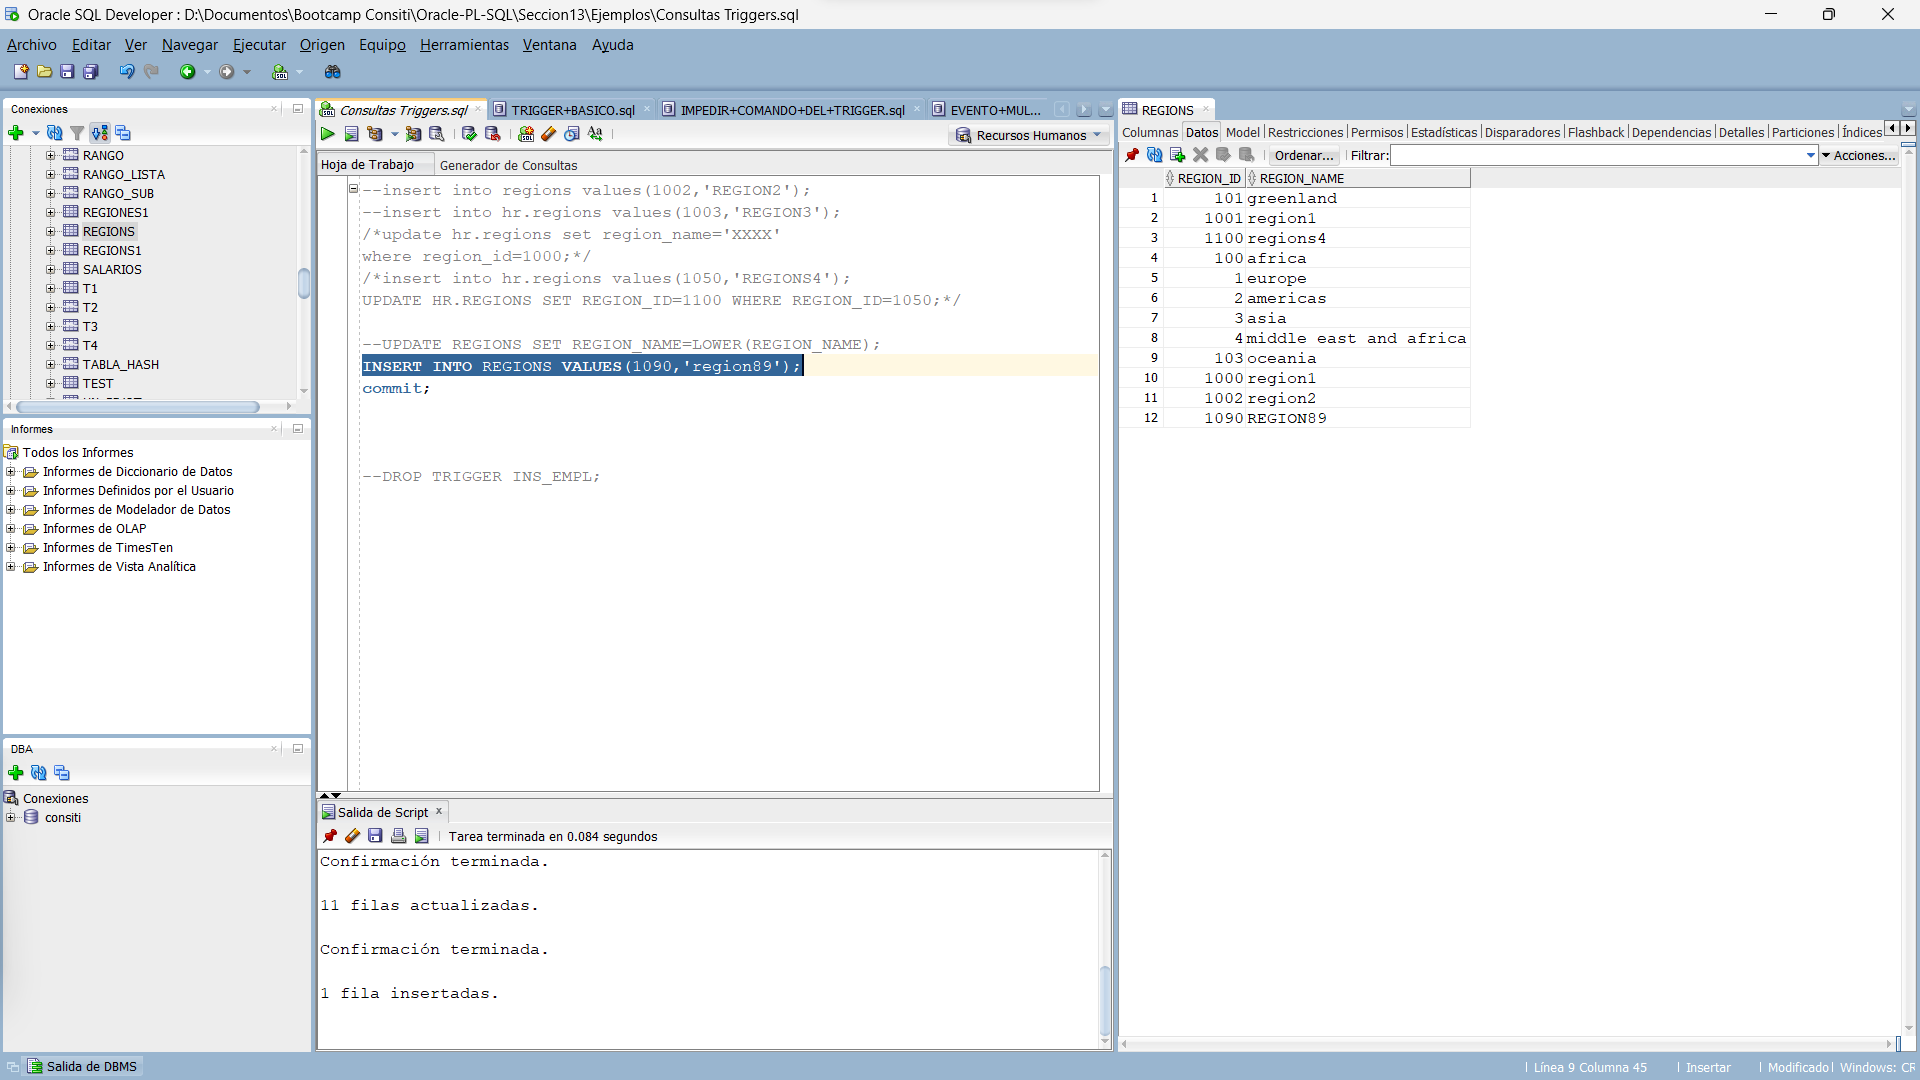 Oracle SQL Developer : D:\Documentos\Bootcamp Consiti\Oracle-PL-SQL\Seccion13\Ejemplos\Consultas Triggers.sql
Archivo Editar Ver Navegar Ejecutar Origen Equipo Herramientas Ventana Ayuda
Conexiones
RANGO
RANGO_LISTA
RANGO_SUB
REGIONES1
REGIONS
REGIONS1
SALARIOS
T1
T2
T3
T4
TABLA_HASH
TEST
Informes
Todos los Informes
Informes de Diccionario de Datos
Informes Definidos por el Usuario
Informes de Modelador de Datos
Informes de OLAP
Informes de TimesTen
Informes de Vista Analítica
DBA
Conexiones
consiti
Consultas Triggers.sql TRIGGER+BASICO.sql IMPEDIR+COMANDO+DEL+TRIGGER.sql EVENTO+MUL...
Recursos Humanos
Hoja de Trabajo Generador de Consultas
--insert into regions values(1002,'REGION2');
--insert into hr.regions values(1003,'REGION3');
/*update hr.regions set region_name='XXXX'
where region_id=1000;*/
/*insert into hr.regions values(1050,'REGIONS4');
UPDATE HR.REGIONS SET REGION_ID=1100 WHERE REGION_ID=1050;*/
--UPDATE REGIONS SET REGION_NAME=LOWER(REGION_NAME);
INSERT INTO REGIONS VALUES(1090,'region89');
commit;
--DROP TRIGGER INS_EMPL;
Salida de Script
Tarea terminada en 0.084 segundos
Confirmación terminada.
11 filas actualizadas.
Confirmación terminada.
1 fila insertadas.
REGIONS
Columnas Datos Model Restricciones Permisos Estadísticas Disparadores Flashback Dependencias Detalles Particiones Índices
Ordenar... Filtrar: Acciones...
REGION_ID REGION_NAME
1 101 greenland
2 1001 region1
3 1100 regions4
4 100 africa
5 1 europe
6 2 americas
7 3 asia
8 4 middle east and africa
9 103 oceania
10 1000 region1
11 1002 region2
12 1090 REGION89
Salida de DBMS
Línea 9 Columna 45 Insertar Modificado Windows: CR